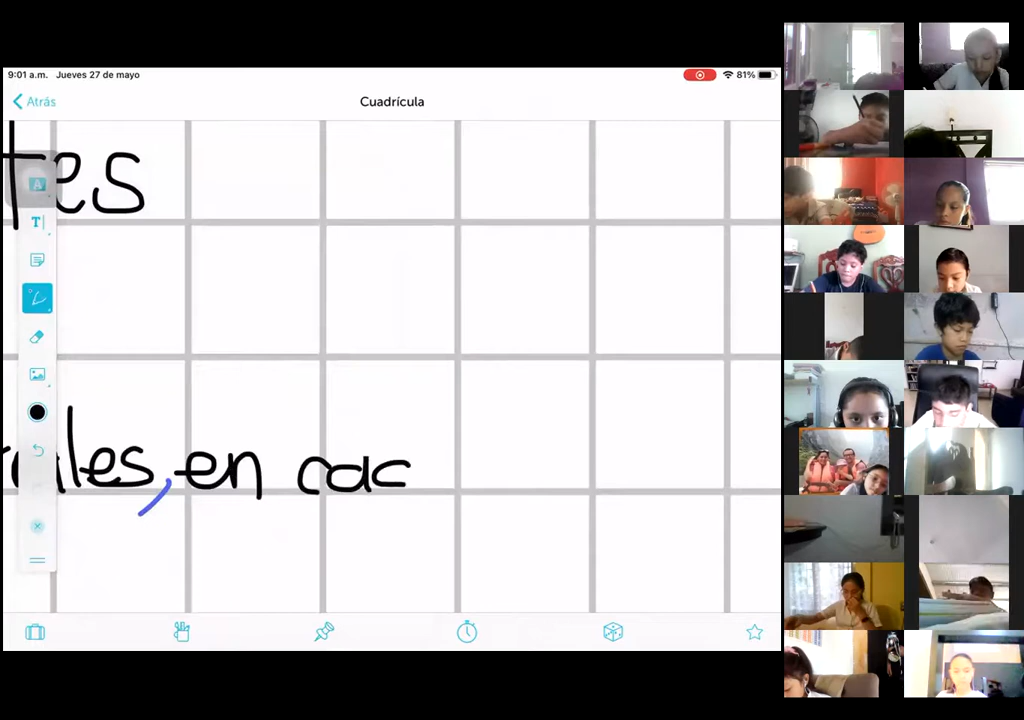 9:01 a.m. Jueves 27 de mayo
81%
Atrás
Cuadrícula
tes
A
T
les, en cac